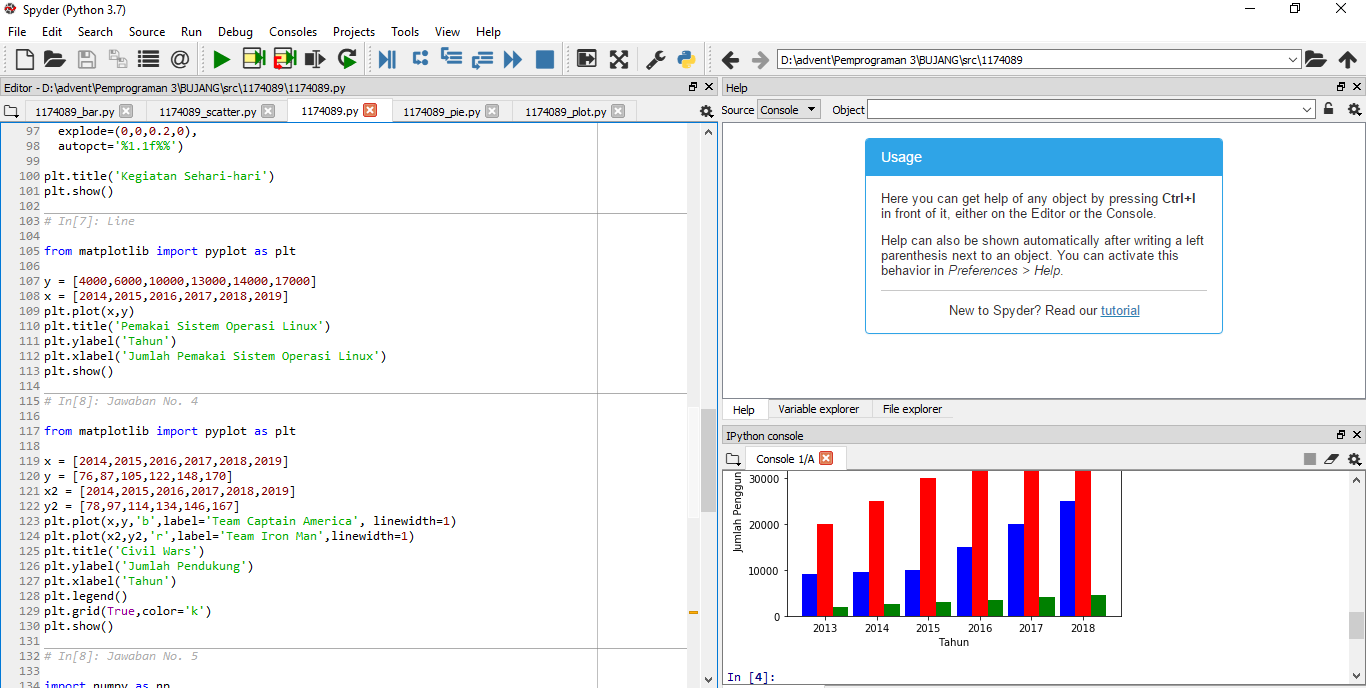 Spyder (Python 3.7)
File Edit Search Source Run Debug Consoles Projects Tools View Help
D:\advent\Pemprograman 3\BUJANG\src\1174089
Editor - D:\advent\Pemprograman 3\BUJANG\src\1174089\1174089.py
1174089_bar.py 1174089_scatter.py 1174089.py 1174089_pie.py 1174089_plot.py
97 explode=(0,0,0.2,0),
98 autopct='%1.1f%%')
99
100 plt.title('Kegiatan Sehari-hari')
101 plt.show()
102
103 # In[7]: Line
104
105 from matplotlib import pyplot as plt
106
107 y = [4000,6000,10000,13000,14000,17000]
108 x = [2014,2015,2016,2017,2018,2019]
109 plt.plot(x,y)
110 plt.title('Pemakai Sistem Operasi Linux')
111 plt.ylabel('Tahun')
112 plt.xlabel('Jumlah Pemakai Sistem Operasi Linux')
113 plt.show()
114
115 # In[8]: Jawaban No. 4
116
117 from matplotlib import pyplot as plt
118
119 x = [2014,2015,2016,2017,2018,2019]
120 y = [76,87,105,122,148,170]
121 x2 = [2014,2015,2016,2017,2018,2019]
122 y2 = [78,97,114,134,146,167]
123 plt.plot(x,y,'b',label='Team Captain America', linewidth=1)
124 plt.plot(x2,y2,'r',label='Team Iron Man',linewidth=1)
125 plt.title('Civil Wars')
126 plt.ylabel('Jumlah Pendukung')
127 plt.xlabel('Tahun')
128 plt.legend()
129 plt.grid(True,color='k')
130 plt.show()
131
132 # In[8]: Jawaban No. 5
133
134 import numpy as np
Help
Source Console Object
Usage
Here you can get help of any object by pressing Ctrl+I
in front of it, either on the Editor or the Console.
Help can also be shown automatically after writing a left
parenthesis next to an object. You can activate this
behavior in Preferences > Help.
New to Spyder? Read our tutorial
Help Variable explorer File explorer
IPython console
Console 1/A
Jumlah Penggun
30000
20000
10000
0
2013 2014 2015 2016 2017 2018
Tahun
In [4]: